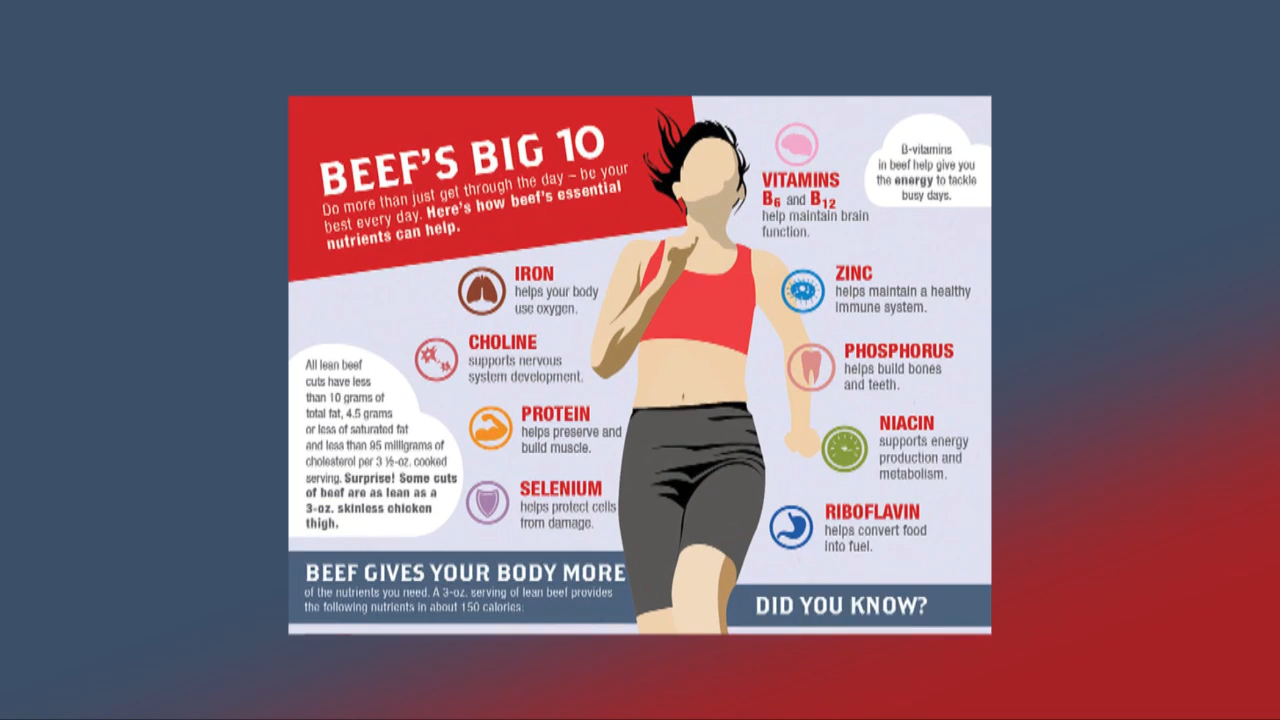 BEEF'S BIG 10
Do more than just get through the day – be your
best every day. Here's how beef's essential
nutrients can help.
VITAMINS
B6 and B12
help maintain brain
function.
B-vitamins
in beef help give you
the energy to tackle
busy days.
IRON
helps your body
use oxygen.
ZINC
helps maintain a healthy
immune system.
CHOLINE
supports nervous
system development.
PHOSPHORUS
helps build bones
and teeth.
All lean beef
cuts have less
than 10 grams of
total fat, 4.5 grams
or less of saturated fat
and less than 95 milligrams of
cholesterol per 3 ½-oz. cooked
serving. Surprise! Some cuts
of beef are as lean as a
3-oz. skinless chicken
thigh.
PROTEIN
helps preserve and
build muscle.
NIACIN
supports energy
production and
metabolism.
SELENIUM
helps protect cells
from damage.
RIBOFLAVIN
helps convert food
into fuel.
BEEF GIVES YOUR BODY MORE
of the nutrients you need. A 3-oz. serving of lean beef provides
the following nutrients in about 150 calories:
DID YOU KNOW?